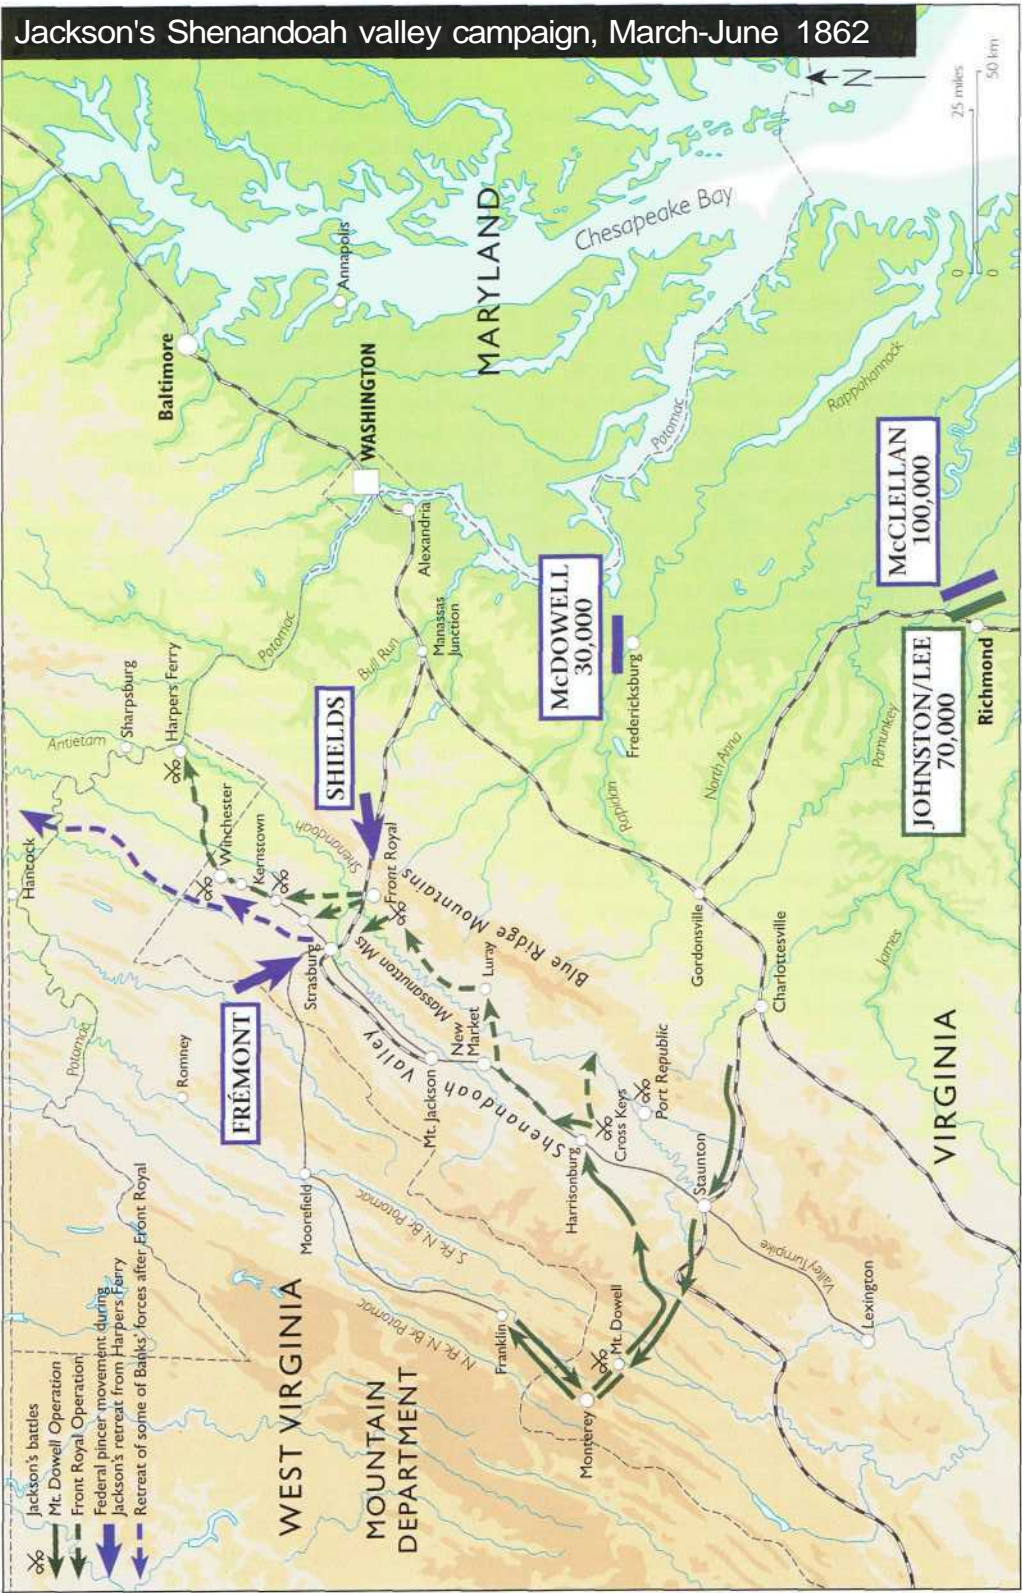 Jackson's Shenandoah valley campaign, March-June 1862
Jackson's battles
Mt. Dowell Operation
Front Royal Operation
Federal pincer movement during
Jackson's retreat from Harpers Ferry
Retreat of some of Banks' forces after Front Royal
WEST VIRGINIA
MOUNTAIN
DEPARTMENT
Hancock
Potomac
Romney
Moorefield
FRÉMONT
Antietam
Sharpsburg
Harpers Ferry
Winchester
Kernstown
Shenandoah
Strasburg
Front Royal
SHIELDS
Potomac
Bull Run
Manassas
Junction
Alexandria
WASHINGTON
Baltimore
Annapolis
MARYLAND
Chesapeake Bay
Potomac
Rappahannock
N
25 miles
50 km
0
0
Massanutton Mts
Blue Ridge Mountains
Luray
New
Market
Mt. Jackson
Shenandoah Valley
S. Fk. N. Br Potomac
N. Fk. N. Br Potomac
Franklin
Monterey
Mt. Dowell
Harrisonburg
Cross Keys
Port Republic
Staunton
Valley Turnpike
Lexington
Charlottesville
Gordonsville
James
VIRGINIA
Rapidan
Fredericksburg
McDOWELL
30,000
North Anna
Pamunkey
McCLELLAN
100,000
JOHNSTON/LEE
70,000
Richmond